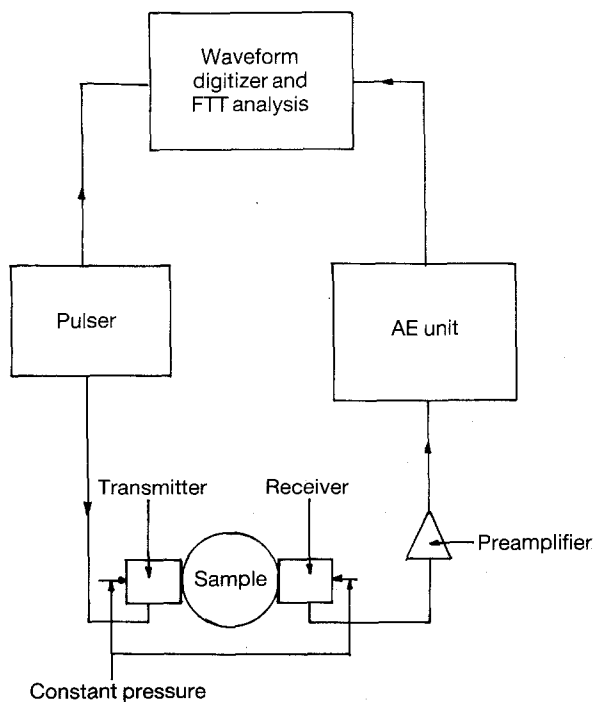 Waveform
digitizer and
FTT analysis
Pulser
AE unit
Transmitter
Receiver
Preamplifier
Sample
Constant pressure